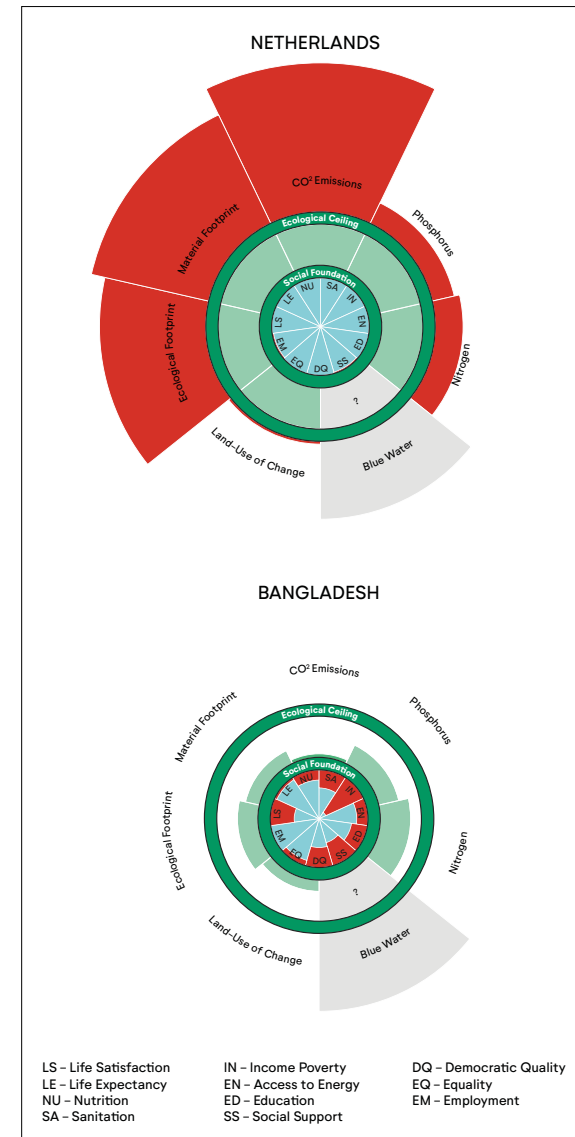 NETHERLANDS
CO² Emissions
Material Footprint
Phosphorus
Ecological Ceiling
Social Foundation
LS
LE
NU
SA
IN
EN
ED
SS
DQ
EQ
EM
Ecological Footprint
Nitrogen
?
Land-Use of Change
Blue Water
BANGLADESH
CO² Emissions
Material Footprint
Phosphorus
Ecological Ceiling
Social Foundation
LS
LE
NU
SA
IN
EN
ED
SS
DQ
EQ
EM
Ecological Footprint
Nitrogen
?
Land-Use of Change
Blue Water
LS – Life Satisfaction
LE – Life Expectancy
NU – Nutrition
SA – Sanitation
IN – Income Poverty
EN – Access to Energy
ED – Education
SS – Social Support
DQ – Democratic Quality
EQ – Equality
EM – Employment